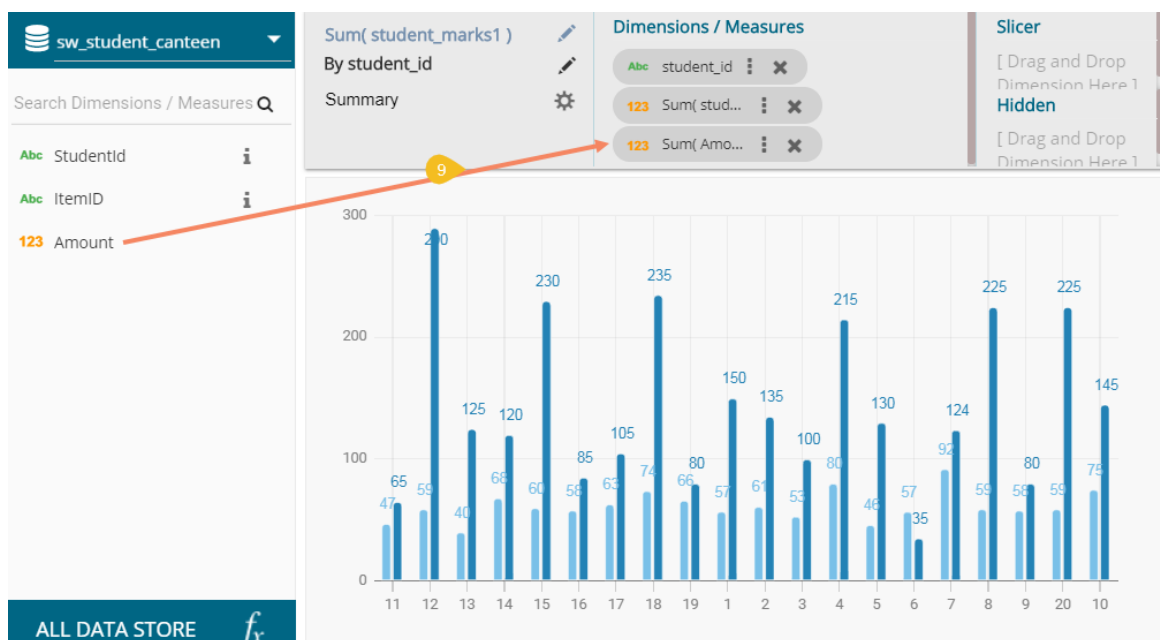 sw_student_canteen
Search Dimensions / Measures
Abc StudentId
Abc ItemID
123 Amount
ALL DATA STORE fx
Sum( student_marks1 )
By student_id
Summary
Dimensions / Measures
Abc student_id
123 Sum( stud...
123 Sum( Amo...
Slicer
[ Drag and Drop
Dimension Here ]
Hidden
[ Drag and Drop
Dimension Here ]
9
300
200
100
0
47 65
59 290
40 125
68 120
60 230
58 85
63 105
74 235
66 80
57 150
61 135
53 100
80 215
46 130
57 35
92 124
59 225
58 80
59 225
75 145
11 12 13 14 15 16 17 18 19 1 2 3 4 5 6 7 8 9 20 10